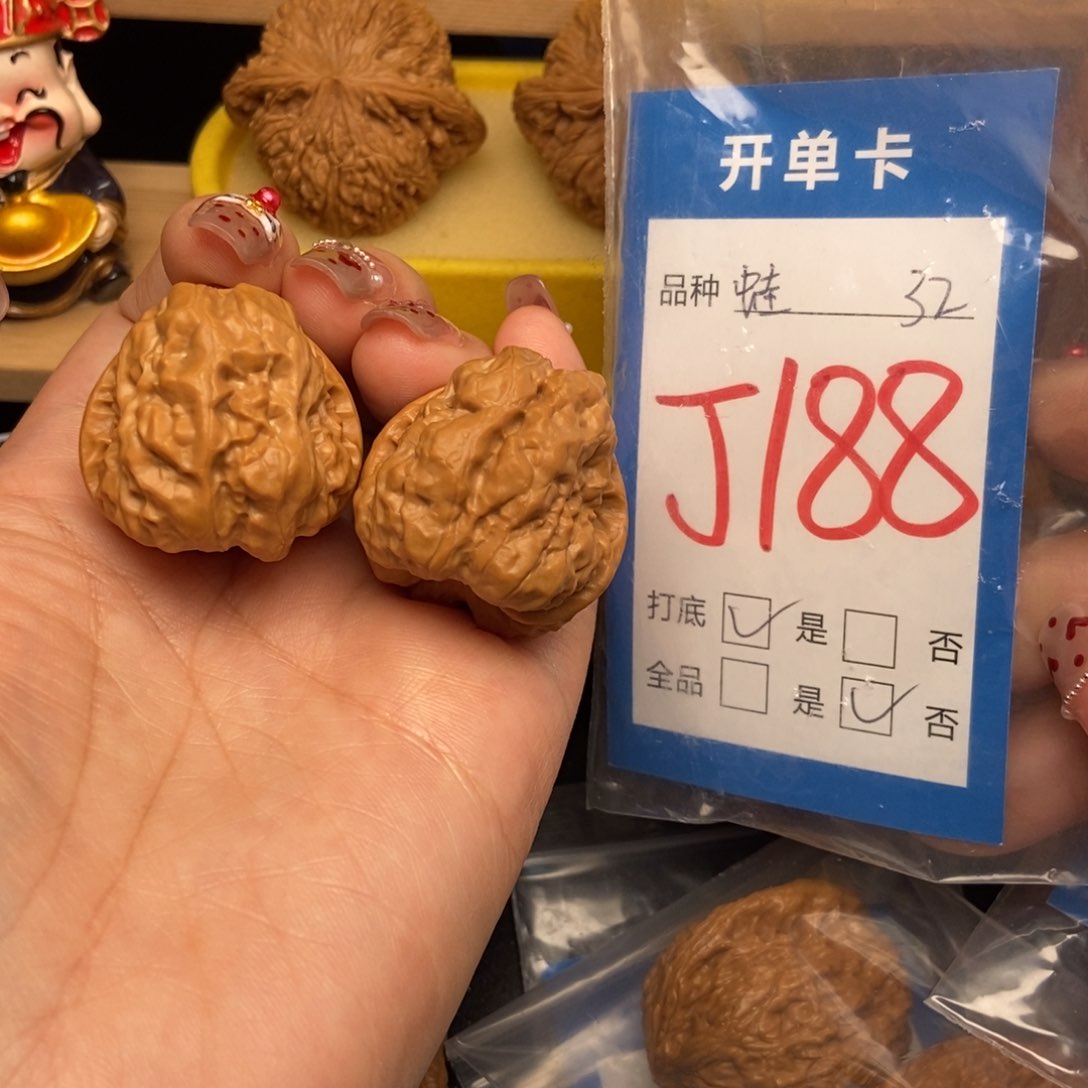 开单卡
品种 蛙 32
J188
打底 是 否
全品 是 否